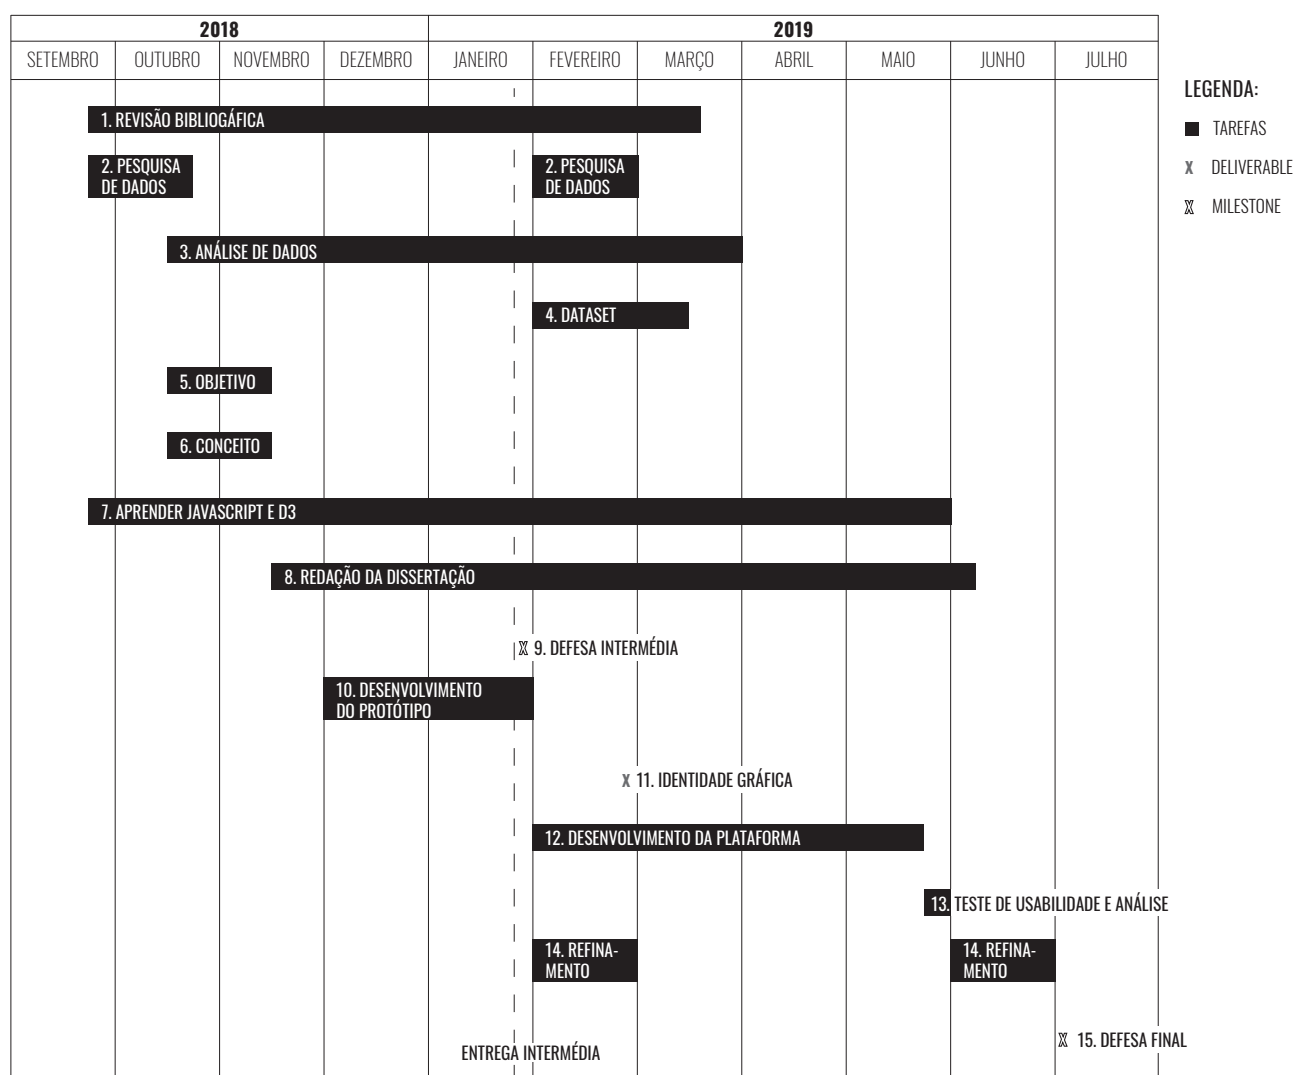 2018 2019
SETEMBRO OUTUBRO NOVEMBRO DEZEMBRO JANEIRO FEVEREIRO MARÇO ABRIL MAIO JUNHO JULHO
LEGENDA:
TAREFAS
X DELIVERABLE
X MILESTONE
1. REVISÃO BIBLIOGÁFICA
2. PESQUISA
DE DADOS
2. PESQUISA
DE DADOS
3. ANÁLISE DE DADOS
4. DATASET
5. OBJETIVO
6. CONCEITO
7. APRENDER JAVASCRIPT E D3
8. REDAÇÃO DA DISSERTAÇÃO
X 9. DEFESA INTERMÉDIA
10. DESENVOLVIMENTO
DO PROTÓTIPO
X 11. IDENTIDADE GRÁFICA
12. DESENVOLVIMENTO DA PLATAFORMA
13. TESTE DE USABILIDADE E ANÁLISE
14. REFINA-
MENTO
14. REFINA-
MENTO
X 15. DEFESA FINAL
ENTREGA INTERMÉDIA